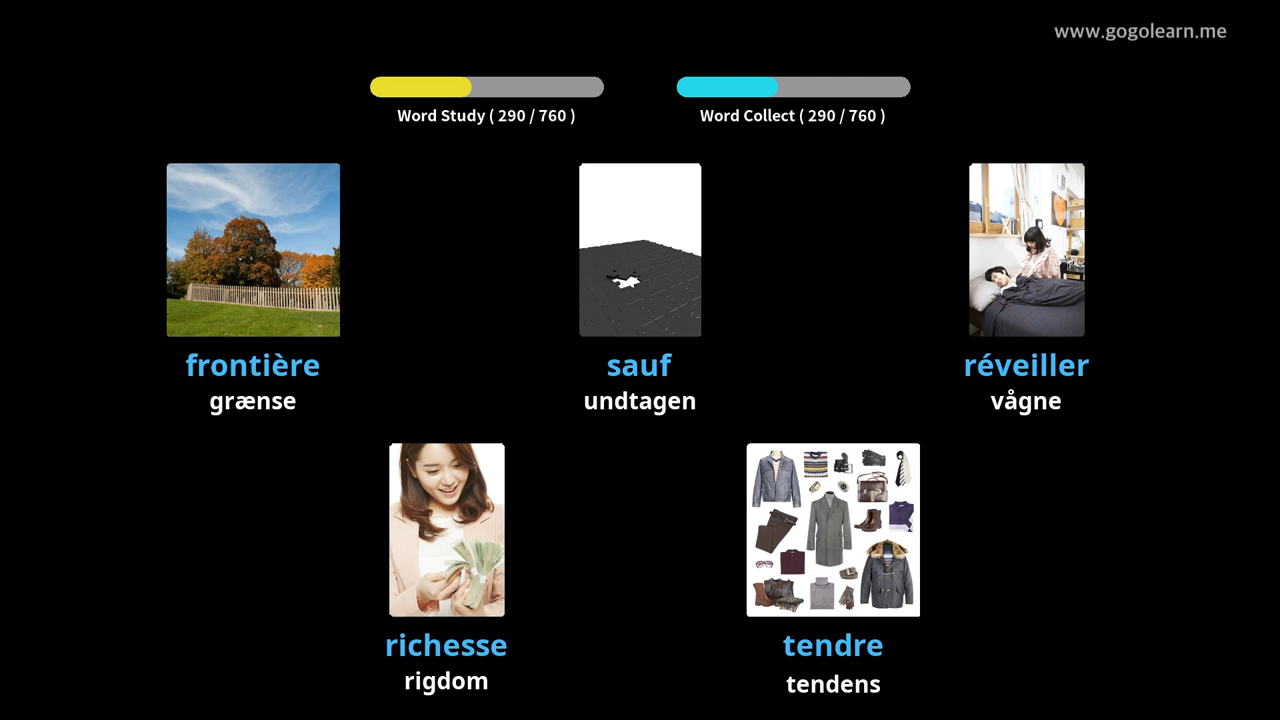 www.gogolearn.me
Word Study ( 290 / 760 )
Word Collect ( 290 / 760 )
frontière
grænse
sauf
undtagen
réveiller
vågne
richesse
rigdom
tendre
tendens